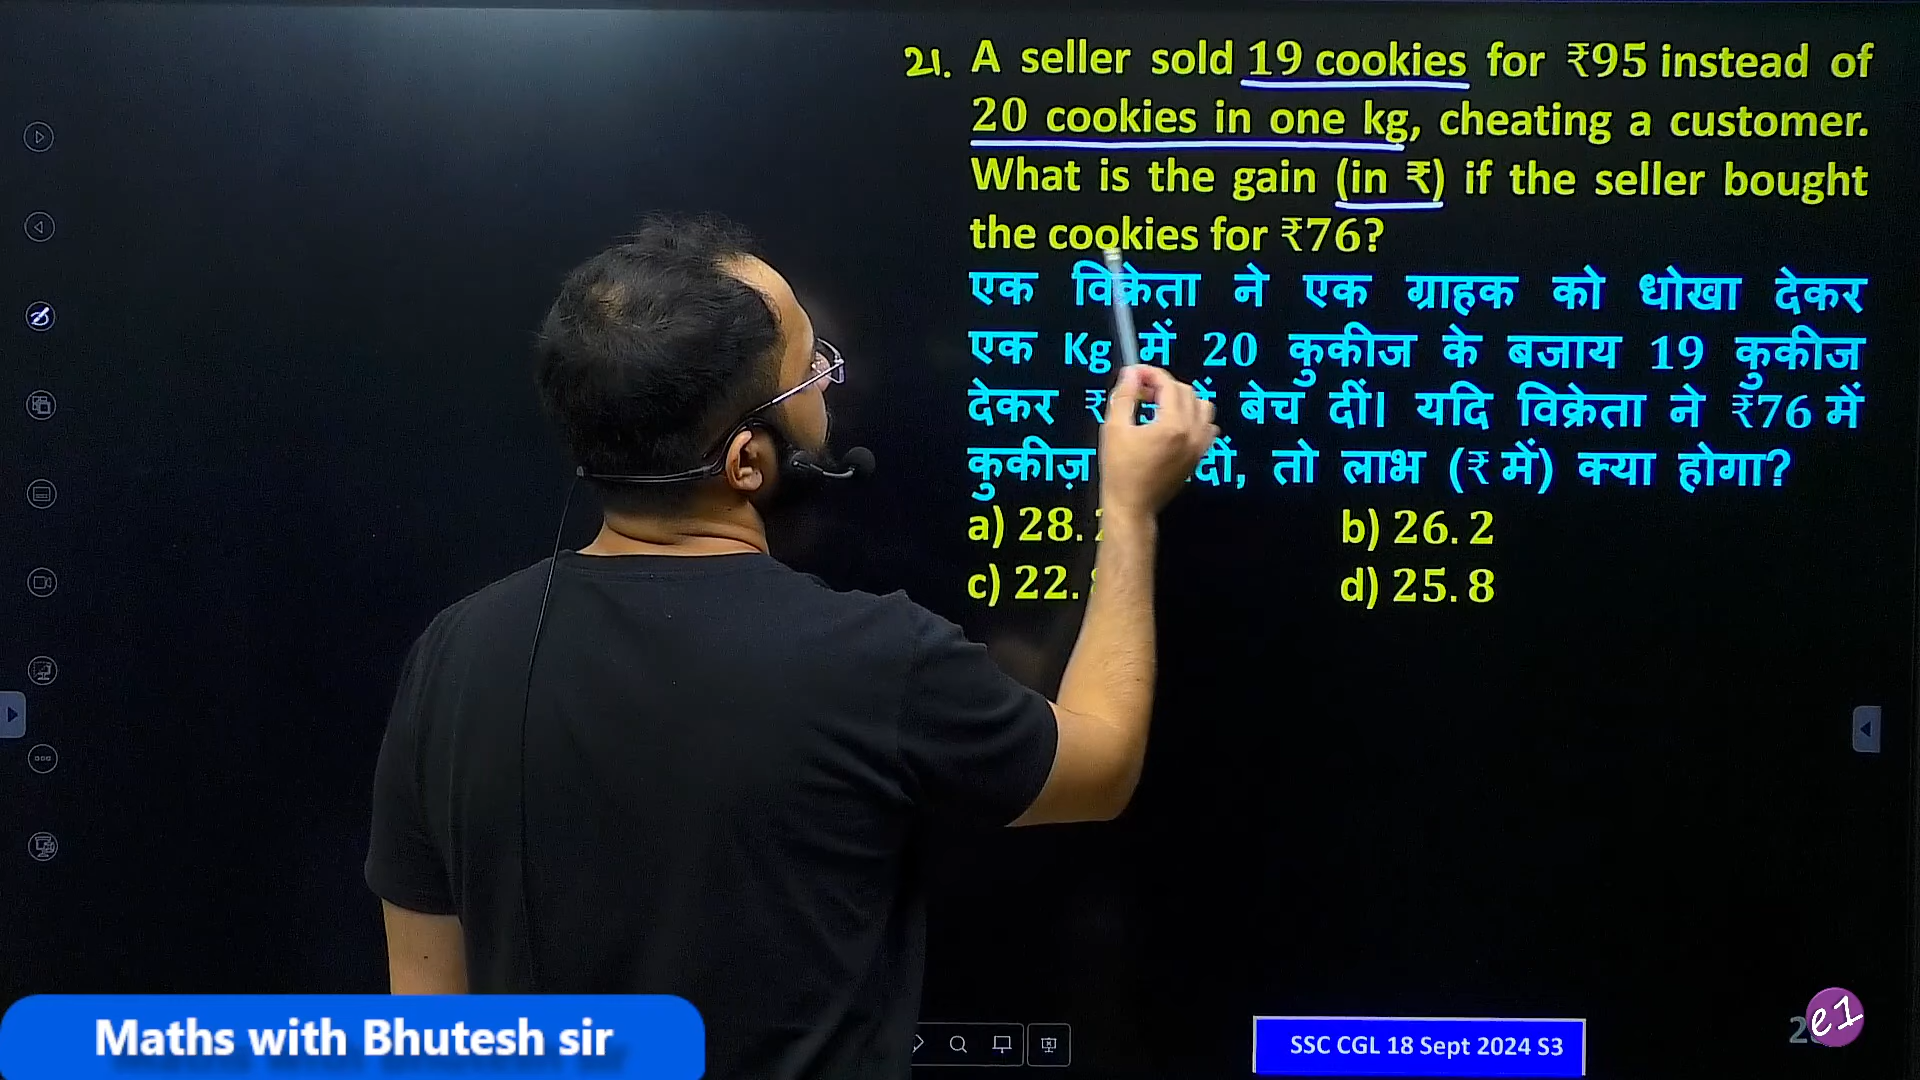 21. A seller sold 19 cookies for ₹95 instead of
20 cookies in one kg, cheating a customer.
What is the gain (in ₹) if the seller bought
the cookies for ₹76?
एक विक्रेता ने एक ग्राहक को धोखा देकर
एक Kg में 20 कुकीज के बजाय 19 कुकीज
देकर बेच दीं। यदि विक्रेता ने ₹76 में
कुकीज़ तो लाभ (₹ में) क्या होगा?
a) 28. b) 26.2
c) 22. d) 25.8
Maths with Bhutesh sir
SSC CGL 18 Sept 2024 S3
e1